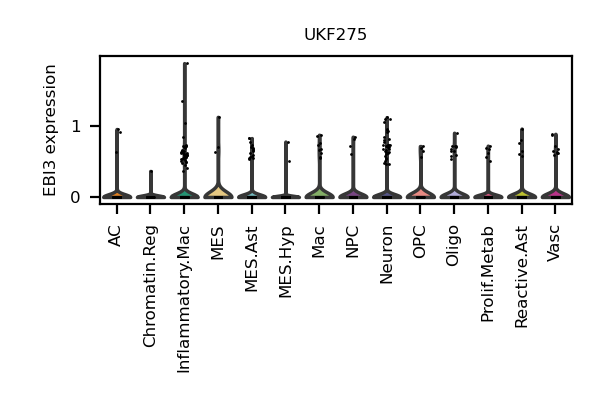 UKF275
EBI3 expression
1
0
AC
Chromatin.Reg
Inflammatory.Mac
MES
MES.Ast
MES.Hyp
Mac
NPC
Neuron
OPC
Oligo
Prolif.Metab
Reactive.Ast
Vasc